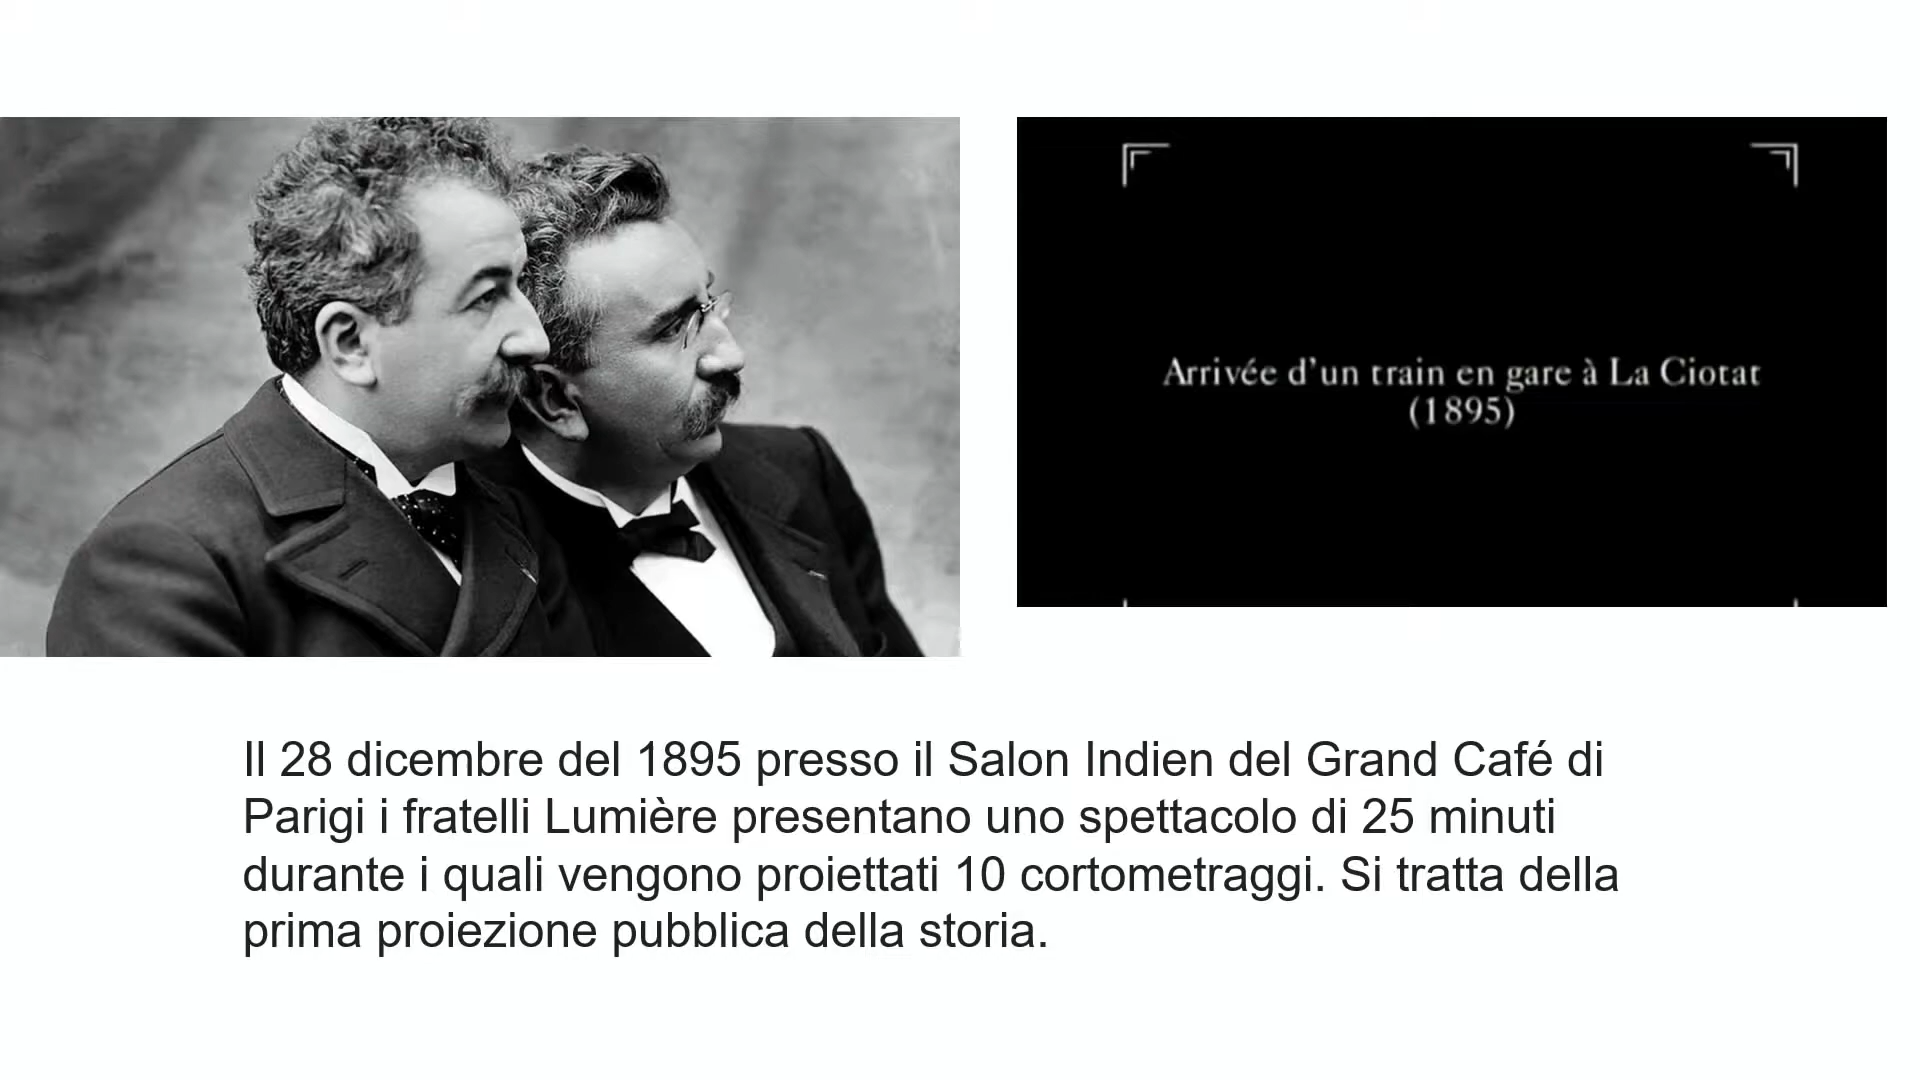 Arrivée d'un train en gare à La Ciotat
(1895)
Il 28 dicembre del 1895 presso il Salon Indien del Grand Café di
Parigi i fratelli Lumière presentano uno spettacolo di 25 minuti
durante i quali vengono proiettati 10 cortometraggi. Si tratta della
prima proiezione pubblica della storia.